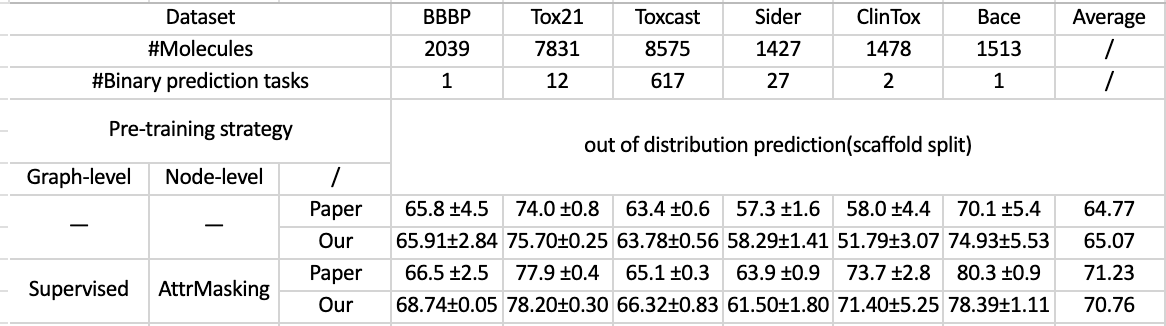 Dataset BBBP Tox21 Toxcast Sider ClinTox Bace Average
#Molecules 2039 7831 8575 1427 1478 1513 /
#Binary prediction tasks 1 12 617 27 2 1 /
Pre-training strategy
out of distribution prediction(scaffold split)
Graph-level Node-level /
— — Paper 65.8 ±4.5 74.0 ±0.8 63.4 ±0.6 57.3 ±1.6 58.0 ±4.4 70.1 ±5.4 64.77
Our 65.91±2.84 75.70±0.25 63.78±0.56 58.29±1.41 51.79±3.07 74.93±5.53 65.07
Supervised AttrMasking Paper 66.5 ±2.5 77.9 ±0.4 65.1 ±0.3 63.9 ±0.9 73.7 ±2.8 80.3 ±0.9 71.23
Our 68.74±0.05 78.20±0.30 66.32±0.83 61.50±1.80 71.40±5.25 78.39±1.11 70.76